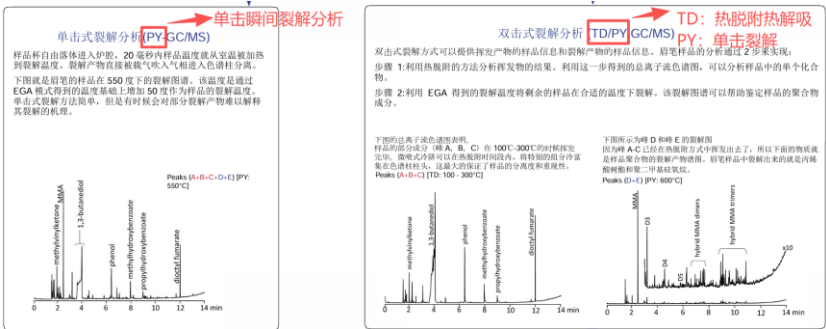 单击式裂解分析(PY-GC/MS)
单击瞬间裂解分析
样品杯自由落体进入炉腔，20 毫秒内样品温度就从室温被加热
到裂解温度。裂解产物直接被载气吹入气相进入色谱柱分离。
下图就是眉笔的样品在 550 度下的裂解图谱。该温度是通过
EGA 模式得到的温度基础上增加 50 度作为样品的裂解温度。
单击式裂解方法简单，但是有时候会对部分裂解产物难以解释
其裂解的机理。
Peaks (A+B+C+D+E) [PY:
550°C]
methylvinylketone
MMA
1,3-butanediol
phenol
methylhydroxybenzoate
propylhydroxybenzoate
dioctyl fumarate
0 2 4 6 8 10 12 14 min
双击式裂解分析 (TD/PY-GC/MS)
TD：热脱附热解吸
PY：单击裂解
双击式裂解方式可以提供挥发产物的样品信息和裂解产物的样品信息。眉笔样品的分析通过 2 步来实现：
步骤 1:利用热脱附的方法分析挥发物的结果。利用这一步得到的总离子流色谱图，可以分析样品中的单个化合
物。
步骤 2:利用 EGA 得到的裂解温度将剩余的样品在合适的温度下裂解。该裂解图谱可以帮助鉴定样品的聚合物
成分。
下图的总离子流色谱图表明，
样品的部分成分（峰 A，B，C）在 100℃-300℃的时候挥发
完毕。微喷式冷阱可以在热脱附时间段内，将特别的组分冷富
集在色谱柱柱头，这最大的保证了样品的分离度和重现性。
Peaks (A+B+C) [TD: 100 - 300°C]
methylvinylketone
1,3-butanediol
phenol
methylhydroxybenzoate
propylhydroxybenzoate
dioctyl fumarate
0 2 4 6 8 10 12 14 min
下图所示为峰 D 和峰 E 的裂解图
因为峰 A-C 已经在热脱附方式中挥发出去了，所以下面的物质就
是样品聚合物的裂解产物谱图。眉笔样品中裂解出来的就是丙烯
酸树酯和聚二甲基硅氧烷。
Peaks (D+E) [PY: 600°C]
MMA
D3
D4
D5
hybrid MMA dimers
hybrid MMA trimers
x10
0 2 4 6 8 10 12 14 min